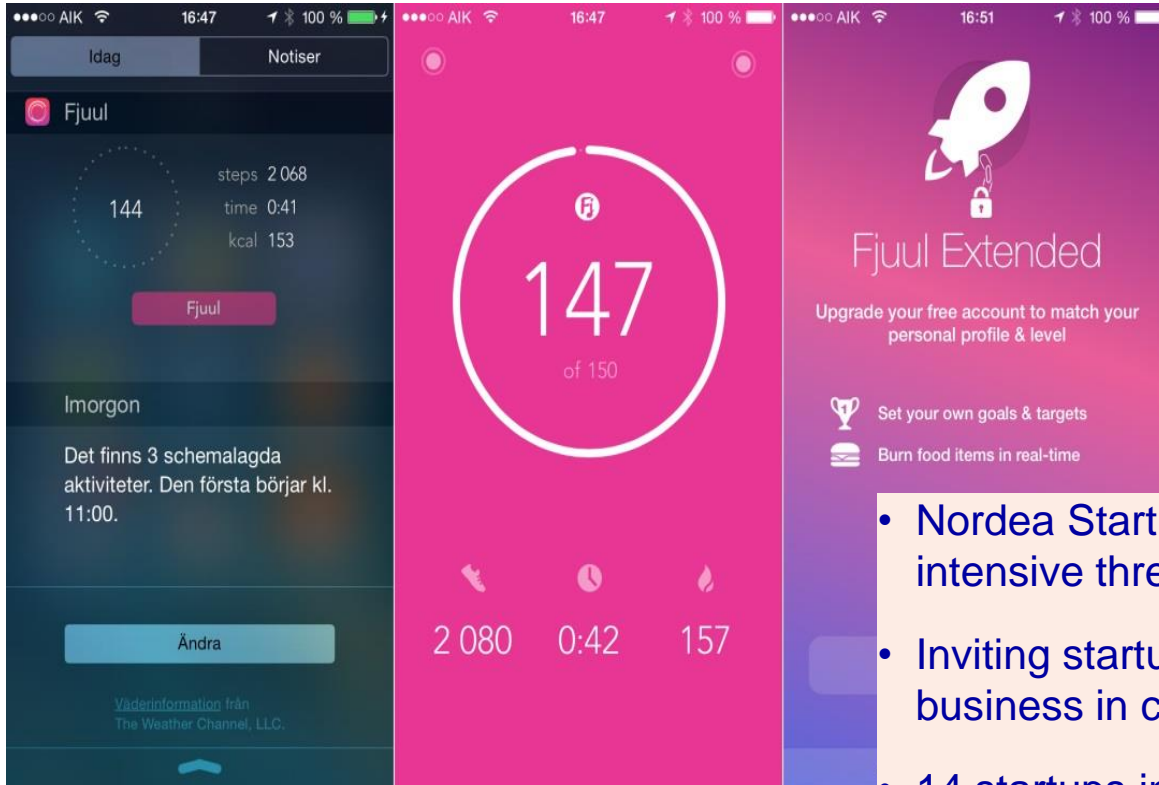 AIK 16:47 100 %
Idag Notiser
Fjuul
144
steps 2 068
time 0:41
kcal 153
Fjuul
Imorgon
Det finns 3 schemalagda
aktiviteter. Den första börjar kl.
11:00.
Ändra
Väderinformation från
The Weather Channel, LLC.
AIK 16:47 100 %
147
of 150
2 080 0:42 157
AIK 16:51 100 %
Fjuul Extended
Upgrade your free account to match your
personal profile & level
Set your own goals & targets
Burn food items in real-time
• Nordea Start
intensive thre
• Inviting startu
business in c
• 14 startups in